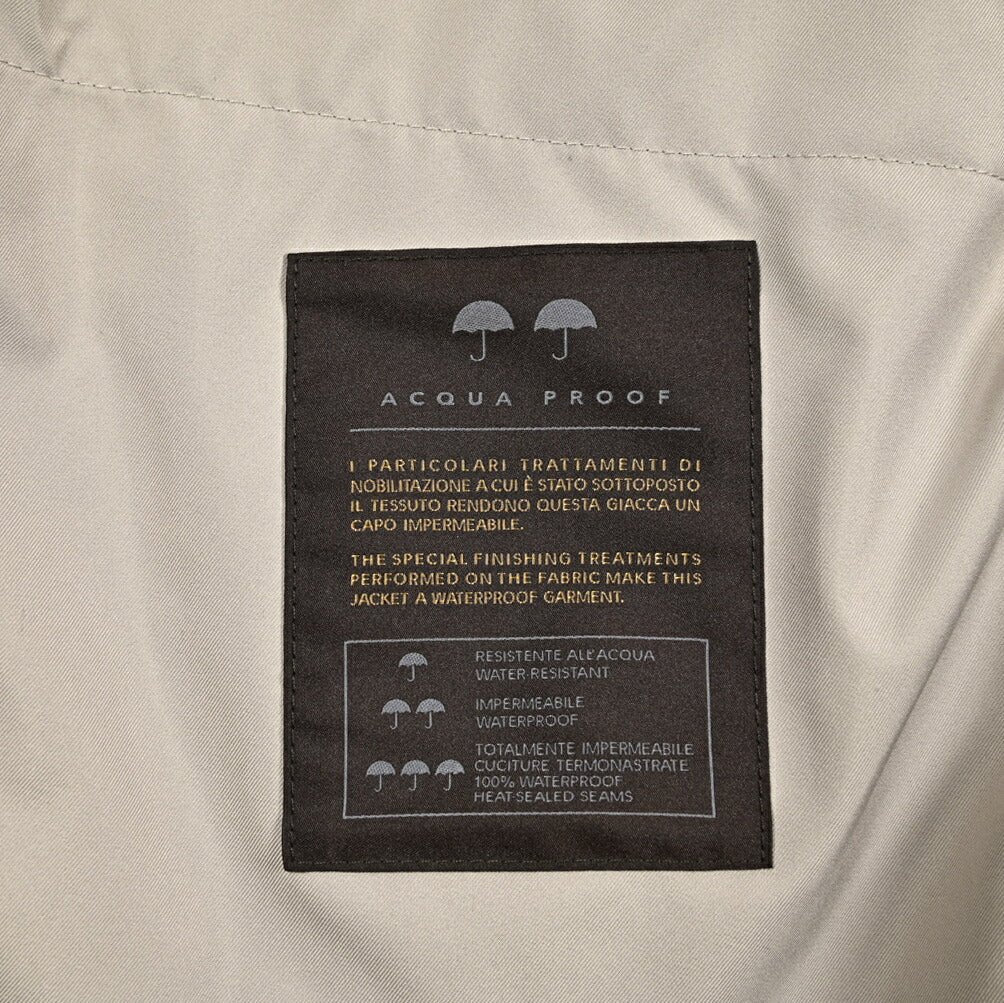 ACQUA PROOF
I PARTICOLARI TRATTAMENTI DI
NOBILITAZIONE A CUI È STATO SOTTOPOSTO
IL TESSUTO RENDONO QUESTA GIACCA UN
CAPO IMPERMEABILE.
THE SPECIAL FINISHING TREATMENTS
PERFORMED ON THE FABRIC MAKE THIS
JACKET A WATERPROOF GARMENT.
RESISTENTE ALL'ACQUA
WATER-RESISTANT
IMPERMEABILE
WATERPROOF
TOTALMENTE IMPERMEABILE
CUCITURE TERMONASTRATE
100% WATERPROOF
HEAT-SEALED SEAMS